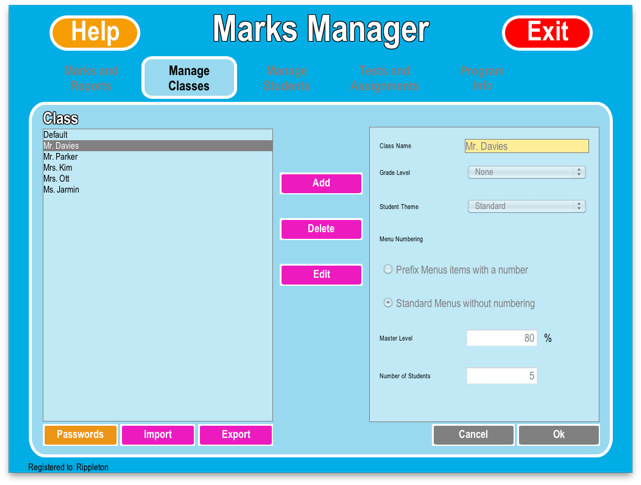 Help
Marks Manager
Exit
Marks and
Reports
Manage
Classes
Manage
Students
Tests and
Assignments
Program
Info
Class
Default
Mr. Davies
Mr. Parker
Mrs. Kim
Mrs. Ott
Ms. Jarmin
Add
Delete
Edit
Class Name
Mr. Davies
Grade Level
None
Student Theme
Standard
Menu Numbering
Prefix Menus items with a number
Standard Menus without numbering
Master Level
80 %
Number of Students
5
Passwords
Import
Export
Cancel
Ok
Registered to: Rippleton